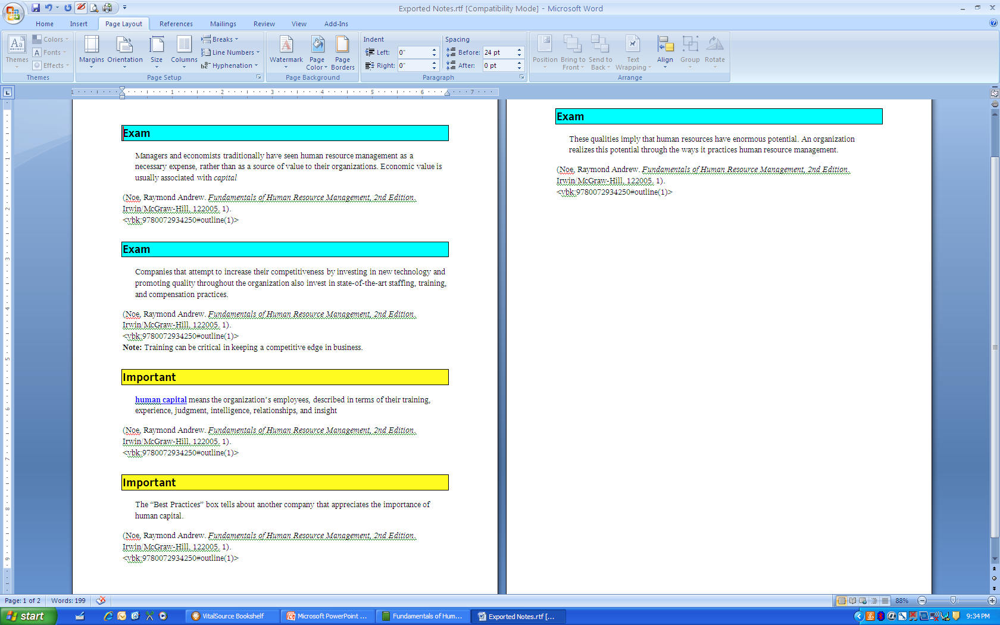 Exported Notes.rtf [Compatibility Mode] - Microsoft Word
Home Insert Page Layout References Mailings Review View Add-Ins
Themes
Colors
Fonts
Effects
Themes
Margins
Orientation
Size
Columns
Breaks
Line Numbers
Hyphenation
Page Setup
Watermark
Page Color
Page Borders
Page Background
Indent
Left: 0"
Right: 0"
Spacing
Before: 24 pt
After: 0 pt
Paragraph
Position
Bring to Front
Send to Back
Text Wrapping
Align
Group
Rotate
Arrange
1 1 2 3 4 5 6 7
1
2
3
4
5
6
7
8
9
Exam
Managers and economists traditionally have seen human resource management as a
necessary expense, rather than as a source of value to their organizations. Economic value is
usually associated with capital
(Noe, Raymond Andrew. Fundamentals of Human Resource Management, 2nd Edition.
Irwin/McGraw-Hill, 122005. 1).
<vbk:9780072934250#outline(1)>
Exam
Companies that attempt to increase their competitiveness by investing in new technology and
promoting quality throughout the organization also invest in state-of-the-art staffing, training,
and compensation practices.
(Noe, Raymond Andrew. Fundamentals of Human Resource Management, 2nd Edition.
Irwin/McGraw-Hill, 122005. 1).
<vbk:9780072934250#outline(1)>
Note: Training can be critical in keeping a competitive edge in business.
Important
human capital means the organization’s employees, described in terms of their training,
experience, judgment, intelligence, relationships, and insight
(Noe, Raymond Andrew. Fundamentals of Human Resource Management, 2nd Edition.
Irwin/McGraw-Hill, 122005. 1).
<vbk:9780072934250#outline(1)>
Important
The “Best Practices” box tells about another company that appreciates the importance of
human capital.
(Noe, Raymond Andrew. Fundamentals of Human Resource Management, 2nd Edition.
Irwin/McGraw-Hill, 122005. 1).
<vbk:9780072934250#outline(1)>
Exam
These qualities imply that human resources have enormous potential. An organization
realizes this potential through the ways it practices human resource management.
(Noe, Raymond Andrew. Fundamentals of Human Resource Management, 2nd Edition.
Irwin/McGraw-Hill, 122005. 1).
<vbk:9780072934250#outline(1)>
Page: 1 of 2 Words: 199 88%
start VitalSource Bookshelf Microsoft PowerPoint ... Fundamentals of Hum... Exported Notes.rtf [... 9:34 PM